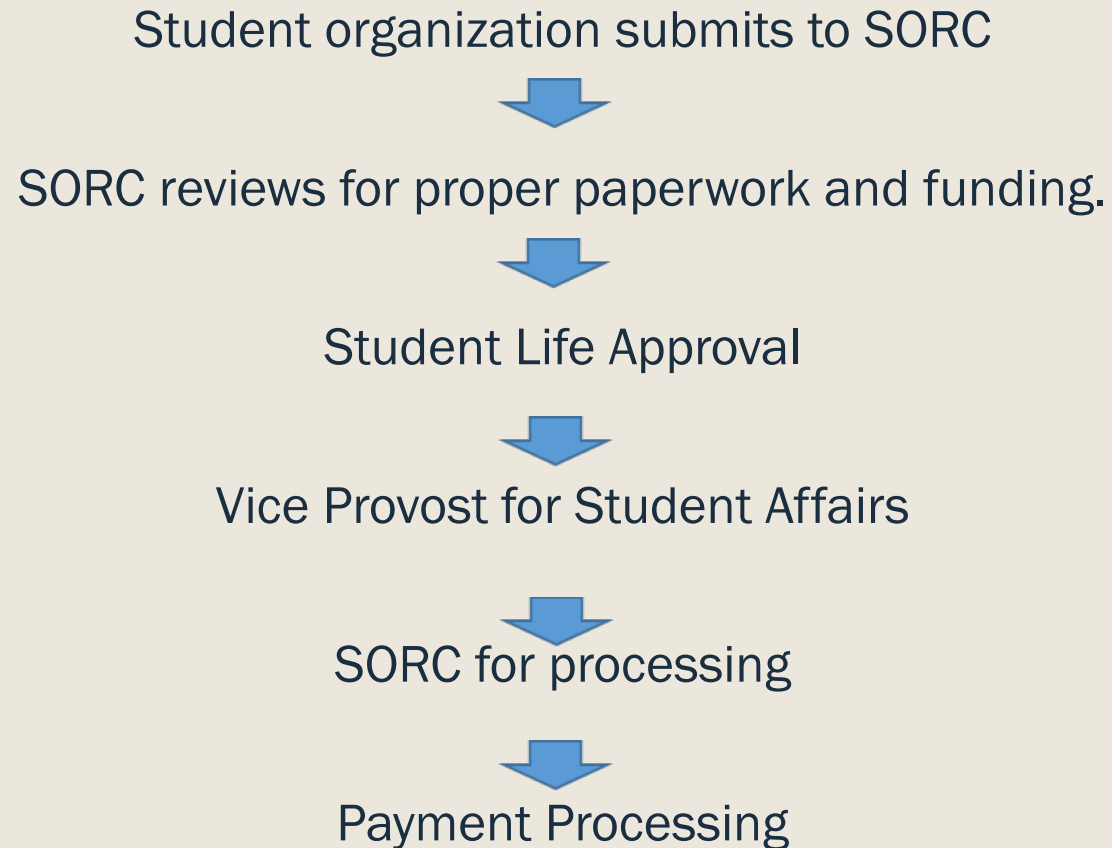 Student organization submits to SORC
SORC reviews for proper paperwork and funding.
Student Life Approval
Vice Provost for Student Affairs
SORC for processing
Payment Processing